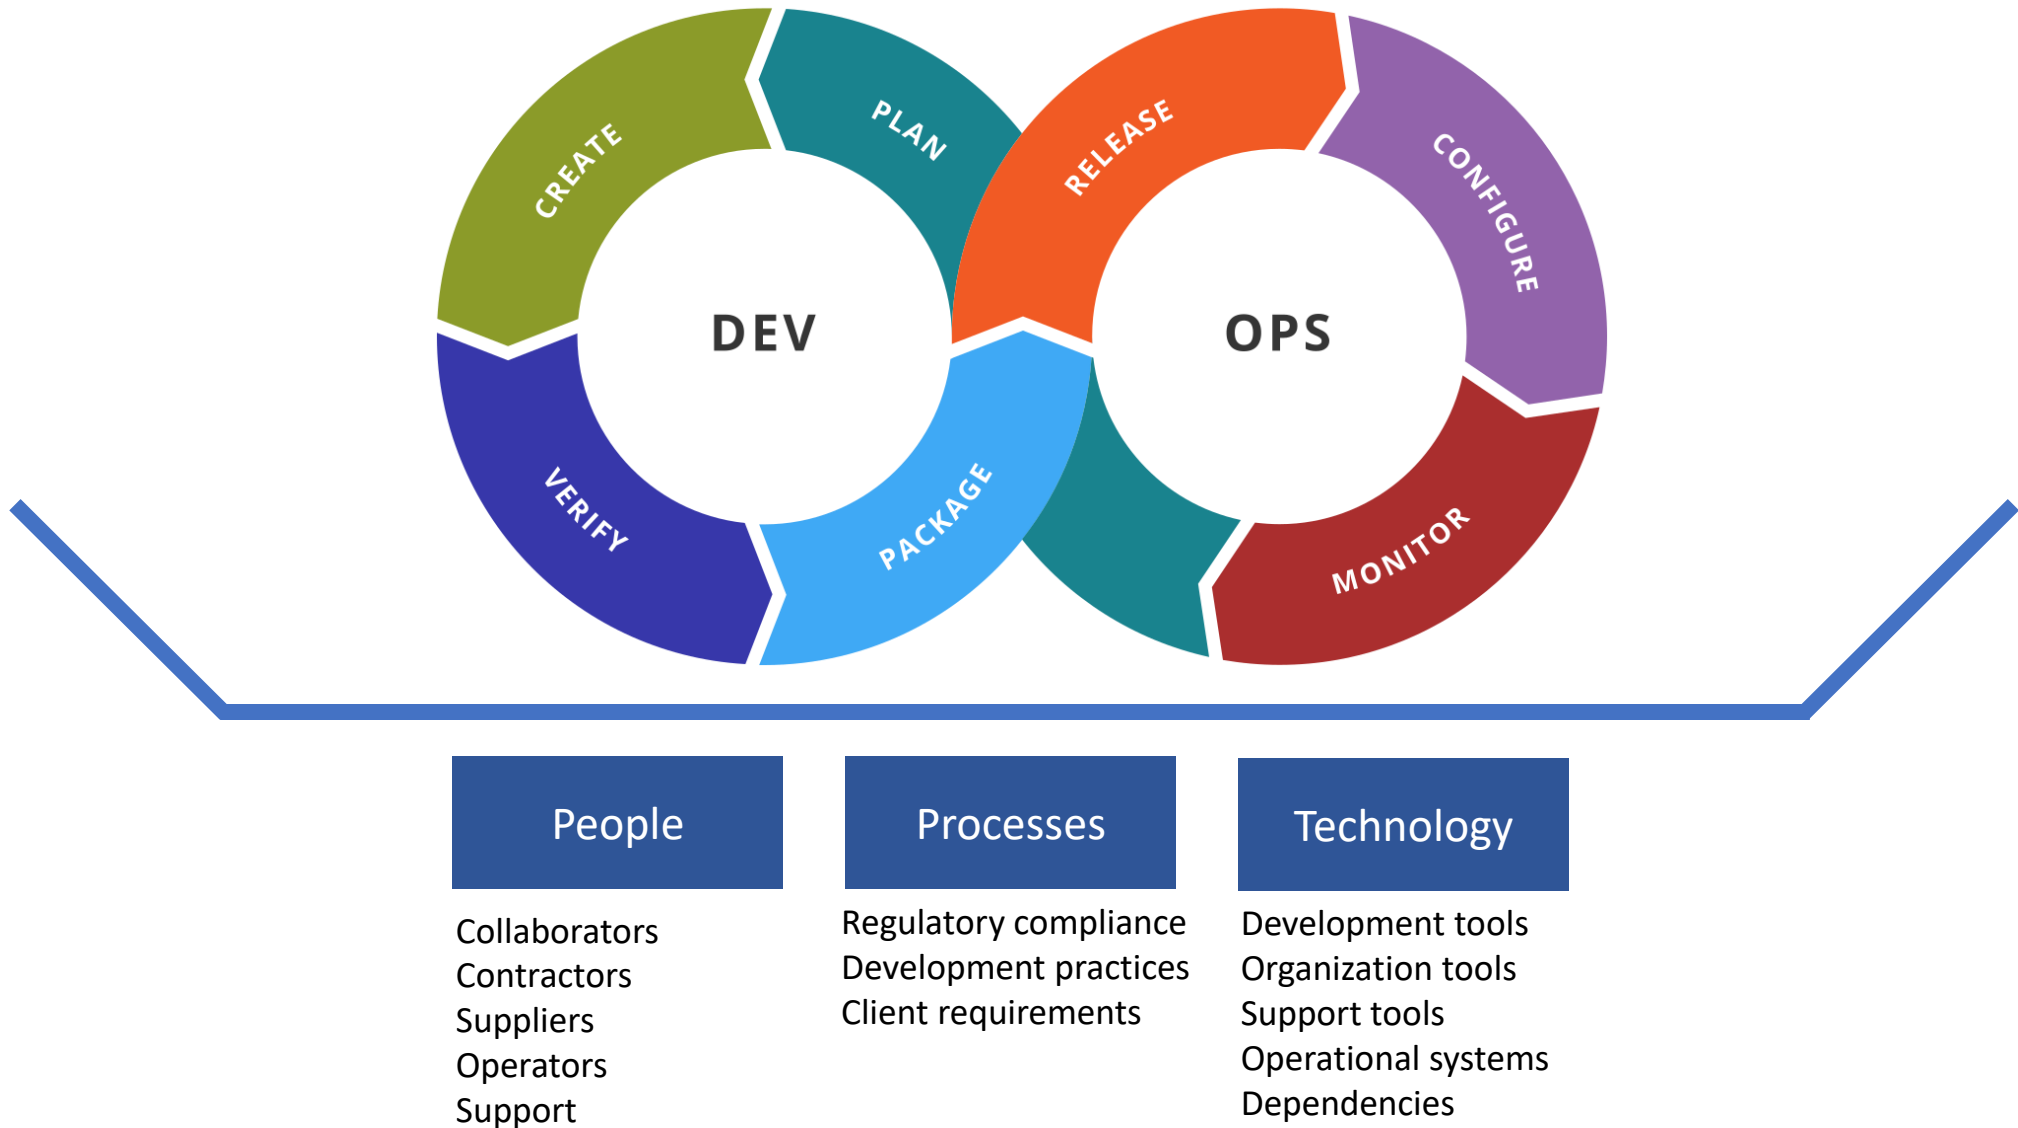 CREATE
PLAN
RELEASE
CONFIGURE
DEV
OPS
VERIFY
PACKAGE
MONITOR
People
Collaborators
Contractors
Suppliers
Operators
Support
Processes
Regulatory compliance
Development practices
Client requirements
Technology
Development tools
Organization tools
Support tools
Operational systems
Dependencies